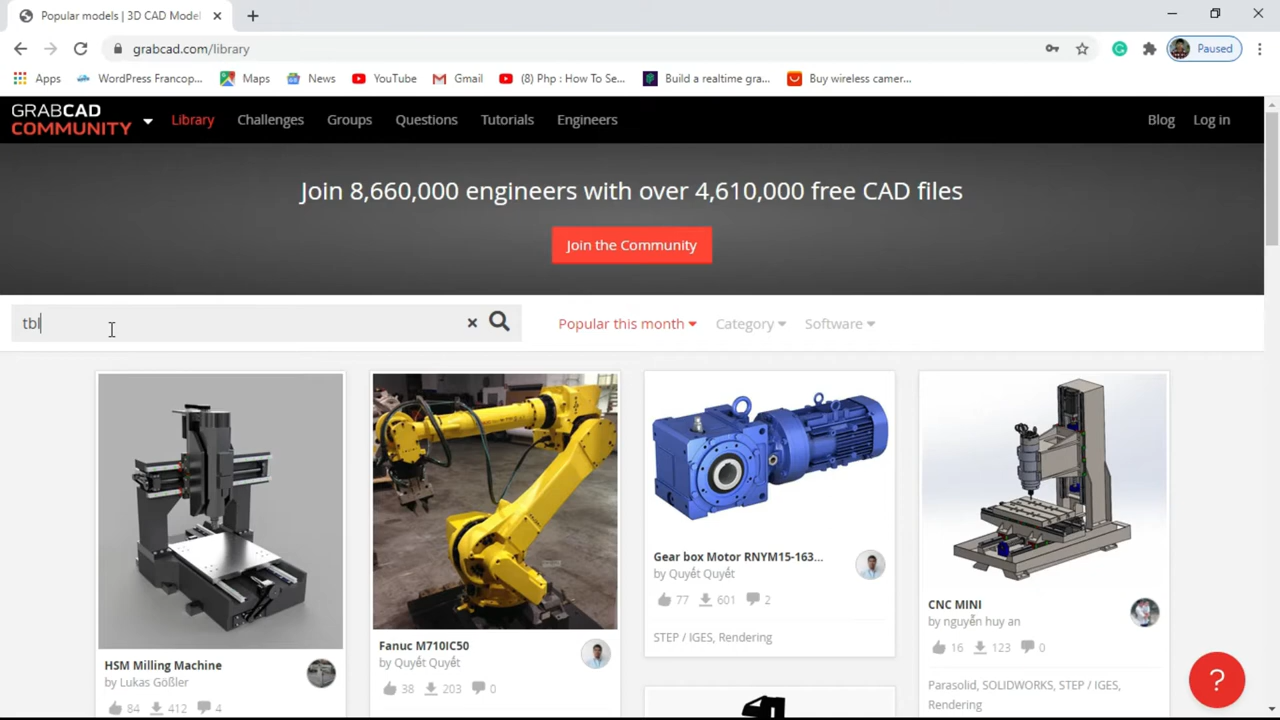 Popular models | 3D CAD Model
grabcad.com/library
Paused
Apps
WordPress Francop...
Maps
News
YouTube
Gmail
(8) Php : How To Se...
Build a realtime gra...
Buy wireless camer...
GRABCAD
COMMUNITY
Library
Challenges
Groups
Questions
Tutorials
Engineers
Blog
Log in
Join 8,660,000 engineers with over 4,610,000 free CAD files
Join the Community
tbl
Popular this month
Category
Software
HSM Milling Machine
by Lukas Gößler
84
412
4
Fanuc M710IC50
by Quyết Quyết
38
203
0
Gear box Motor RNYM15-163...
by Quyết Quyết
77
601
2
STEP / IGES, Rendering
CNC MINI
by nguyễn huy an
16
123
0
Parasolid, SOLIDWORKS, STEP / IGES,
Rendering
?